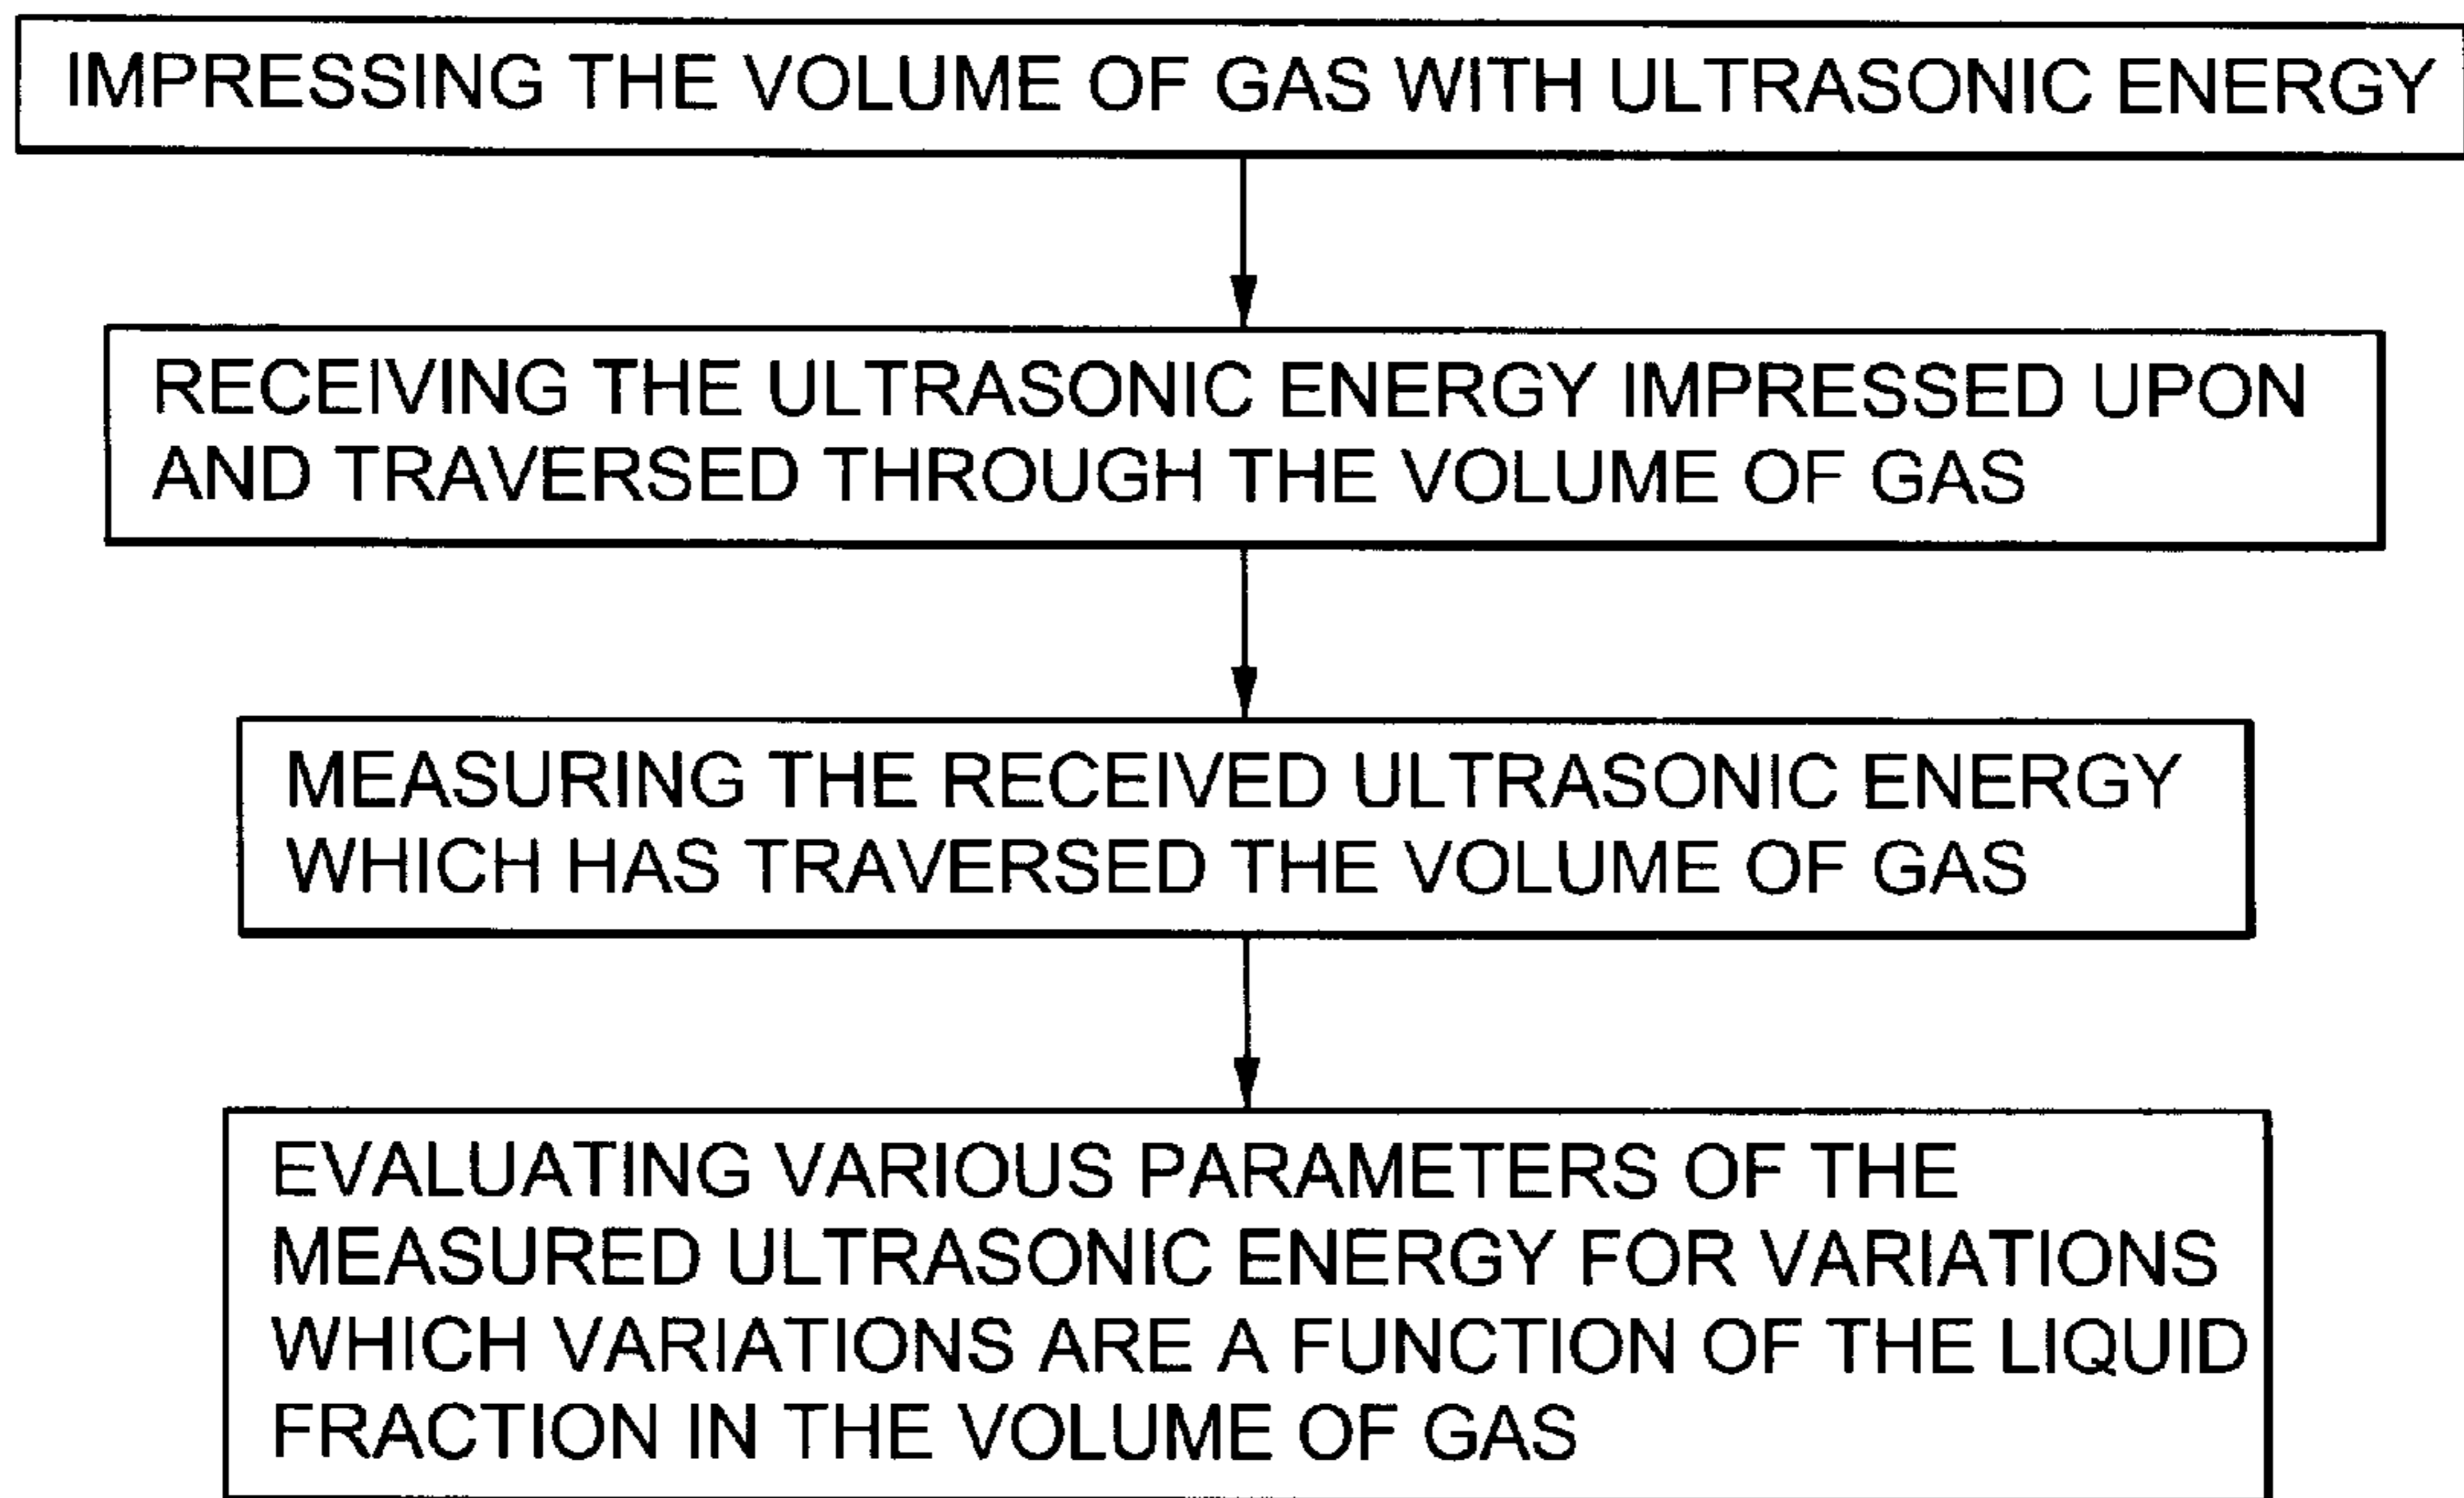 IMPRESSING THE VOLUME OF GAS WITH ULTRASONIC ENERGY
RECEIVING THE ULTRASONIC ENERGY IMPRESSED UPON
AND TRAVERSED THROUGH THE VOLUME OF GAS
MEASURING THE RECEIVED ULTRASONIC ENERGY
WHICH HAS TRAVERSED THE VOLUME OF GAS
EVALUATING VARIOUS PARAMETERS OF THE
MEASURED ULTRASONIC ENERGY FOR VARIATIONS
WHICH VARIATIONS ARE A FUNCTION OF THE LIQUID
FRACTION IN THE VOLUME OF GAS